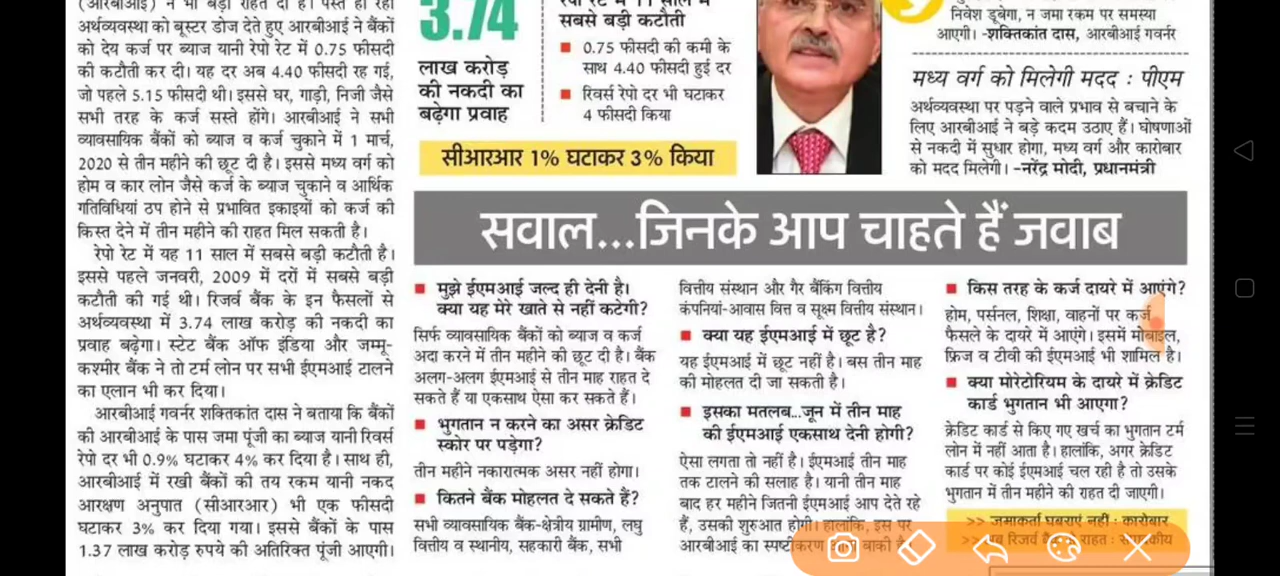 (आरबीआई) ने भी बड़ी राहत दी है। पस्त हो रही
अर्थव्यवस्था को बूस्टर डोज देते हुए आरबीआई ने बैंकों
को देय कर्ज पर ब्याज यानी रेपो रेट में 0.75 फीसदी
की कटौती कर दी। यह दर अब 4.40 फीसदी रह गई,
जो पहले 5.15 फीसदी थी। इससे घर, गाड़ी, निजी जैसे
सभी तरह के कर्ज सस्ते होंगे। आरबीआई ने सभी
व्यावसायिक बैंकों को ब्याज व कर्ज चुकाने में 1 मार्च,
2020 से तीन महीने की छूट दी है। इससे मध्य वर्ग को
होम व कार लोन जैसे कर्ज के ब्याज चुकाने व आर्थिक
गतिविधियां ठप होने से प्रभावित इकाइयों को कर्ज की
किस्त देने में तीन महीने की राहत मिल सकती है।
रेपो रेट में यह 11 साल में सबसे बड़ी कटौती है।
इससे पहले जनवरी, 2009 में दरों में सबसे बड़ी
कटौती की गई थी। रिजर्व बैंक के इन फैसलों से
अर्थव्यवस्था में 3.74 लाख करोड़ की नकदी का
प्रवाह बढ़ेगा। स्टेट बैंक ऑफ इंडिया और जम्मू-
कश्मीर बैंक ने तो टर्म लोन पर सभी ईएमआई टालने
का एलान भी कर दिया।
आरबीआई गवर्नर शक्तिकांत दास ने बताया कि बैंकों
की आरबीआई के पास जमा पूंजी का ब्याज यानी रिवर्स
रेपो दर भी 0.9% घटाकर 4% कर दिया है। साथ ही,
आरबीआई में रखी बैंकों की तय रकम यानी नकद
आरक्षण अनुपात (सीआरआर) भी एक फीसदी
घटाकर 3% कर दिया गया। इससे बैंकों के पास
1.37 लाख करोड़ रुपये की अतिरिक्त पूंजी आएगी।
3.74
लाख करोड़
की नकदी का
बढ़ेगा प्रवाह
रेपो रेट में 11 साल में
सबसे बड़ी कटौती
0.75 फीसदी की कमी के
साथ 4.40 फीसदी हुई दर
रिवर्स रेपो दर भी घटाकर
4 फीसदी किया
सीआरआर 1% घटाकर 3% किया
निवेश डूबेगा, न जमा रकम पर समस्या
आएगी। -शक्तिकांत दास, आरबीआई गवर्नर
मध्य वर्ग को मिलेगी मदद : पीएम
अर्थव्यवस्था पर पड़ने वाले प्रभाव से बचाने के
लिए आरबीआई ने बड़े कदम उठाए हैं। घोषणाओं
से नकदी में सुधार होगा, मध्य वर्ग और कारोबार
को मदद मिलेगी। -नरेंद्र मोदी, प्रधानमंत्री
सवाल...जिनके आप चाहते हैं जवाब
मुझे ईएमआई जल्द ही देनी है।
क्या यह मेरे खाते से नहीं कटेगी?
सिर्फ व्यावसायिक बैंकों को ब्याज व कर्ज
अदा करने में तीन महीने की छूट दी है। बैंक
अलग-अलग ईएमआई से तीन माह राहत दे
सकते हैं या एकसाथ ऐसा कर सकते हैं।
भुगतान न करने का असर क्रेडिट
स्कोर पर पड़ेगा?
तीन महीने नकारात्मक असर नहीं होगा।
कितने बैंक मोहलत दे सकते हैं?
सभी व्यावसायिक बैंक-क्षेत्रीय ग्रामीण, लघु
वित्तीय व स्थानीय, सहकारी बैंक, सभी
वित्तीय संस्थान और गैर बैंकिंग वित्तीय
कंपनियां-आवास वित्त व सूक्ष्म वित्तीय संस्थान।
क्या यह ईएमआई में छूट है?
यह ईएमआई में छूट नहीं है। बस तीन माह
की मोहलत दी जा सकती है।
इसका मतलब...जून में तीन माह
की ईएमआई एकसाथ देनी होगी?
ऐसा लगता तो नहीं है। ईएमआई तीन माह
तक टालने की सलाह है। यानी तीन माह
बाद हर महीने जितनी ईएमआई आप देते रहे
हैं, उसकी शुरुआत होगी। हालांकि, इस पर
आरबीआई का स्पष्टीकरण बाकी है
किस तरह के कर्ज दायरे में आएंगे?
होम, पर्सनल, शिक्षा, वाहनों पर कर्ज
फैसले के दायरे में आएंगे। इसमें मोबाइल,
फ्रिज व टीवी की ईएमआई भी शामिल है।
क्या मोरेटोरियम के दायरे में क्रेडिट
कार्ड भुगतान भी आएगा?
क्रेडिट कार्ड से किए गए खर्च का भुगतान टर्म
लोन में नहीं आता है। हालांकि, अगर क्रेडिट
कार्ड पर कोई ईएमआई चल रही है तो उसके
भुगतान में तीन महीने की राहत दी जाएगी।
>> जमाकर्ता घबराएं नहीं : कारोबार
>> रिजर्व राहत : संपादकीय